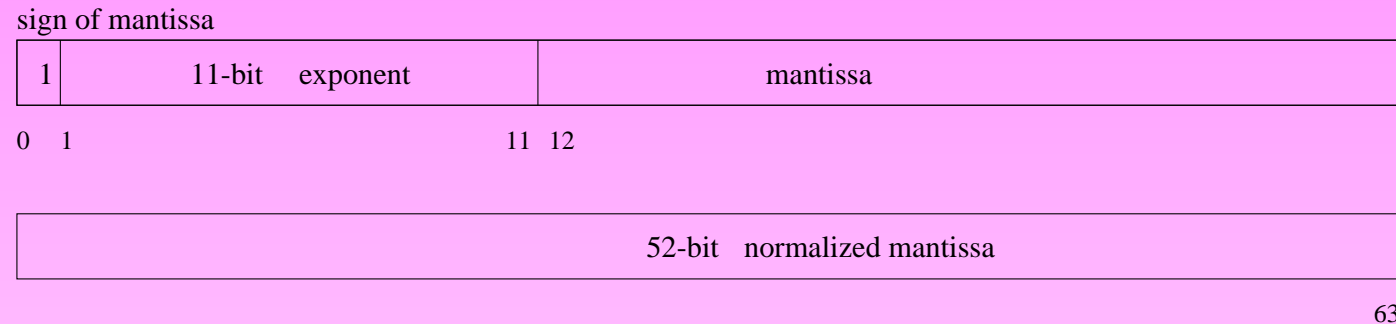 sign of mantissa
1 11-bit exponent mantissa
0 1 11 12
52-bit normalized mantissa
63